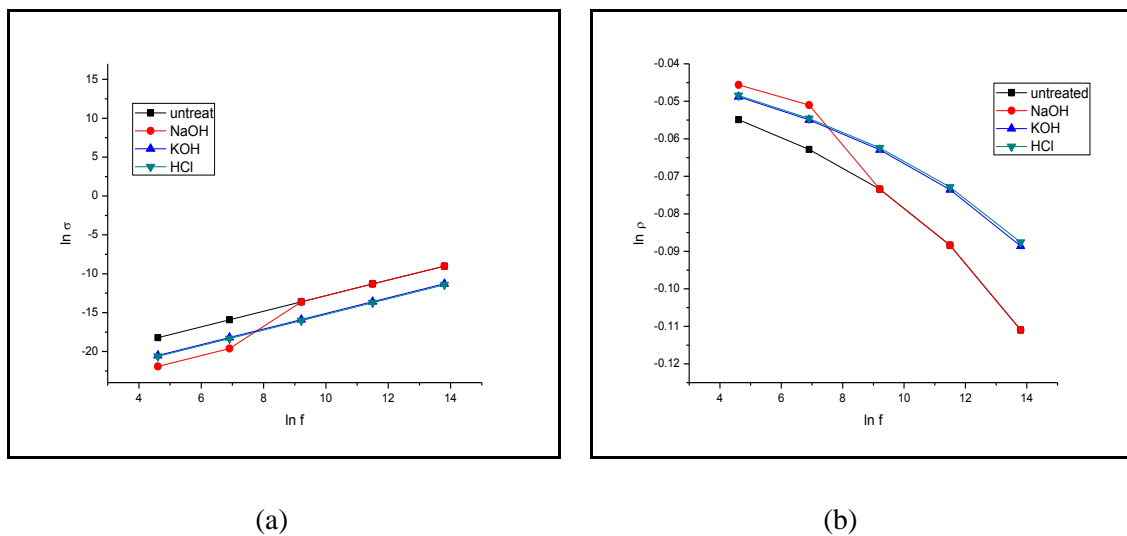 15
10
5
0
-5
-10
-15
-20
ln σ
4 6 8 10 12 14
ln f
untreat
NaOH
KOH
HCl
(a)
-0.04
-0.05
-0.06
-0.07
-0.08
-0.09
-0.10
-0.11
-0.12
ln ρ
4 6 8 10 12 14
ln f
untreated
NaOH
KOH
HCl
(b)